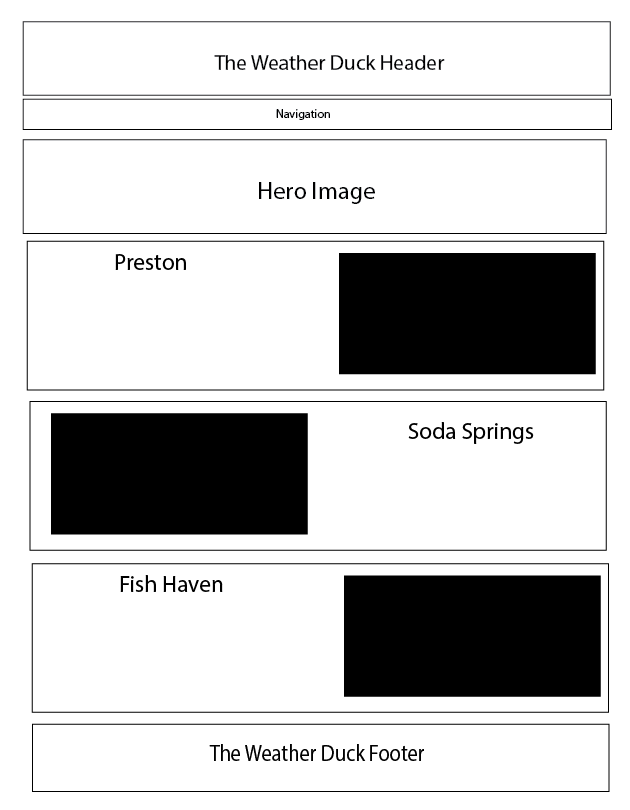 The Weather Duck Header
Navigation
Hero Image
Preston
Soda Springs
Fish Haven
The Weather Duck Footer